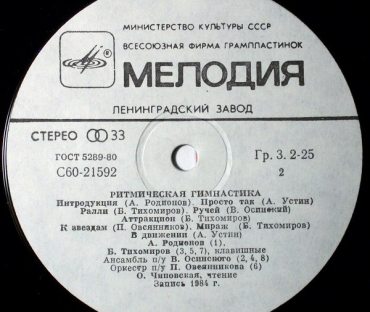 МИНИСТЕРСТВО КУЛЬТУРЫ СССР
ВСЕСОЮЗНАЯ ФИРМА ГРАМПЛАСТИНОК
МЕЛОДИЯ
ЛЕНИНГРАДСКИЙ ЗАВОД
СТЕРЕО 33
ГОСТ 5289-80
Гр. 3. 2-25
С60-21592
2
РИТМИЧЕСКАЯ ГИМНАСТИКА
Интродукция (А. Родионов). Просто так (А. Устин)
Ралли (Б. Тихомиров). Ручей (В. Осинский)
Аттракцион (Б. Тихомиров)
К звездам (П. Овсянников). Мираж (Б. Тихомиров)
В движении (А. Устин)
А. Родионов (1),
Б. Тихомиров (3, 5, 7), клавишные
Ансамбль п/у В. Осинского (2, 4, 8)
Оркестр п/у П. Овсянникова (6)
О. Чиповская, чтение
Запись 1984 г.